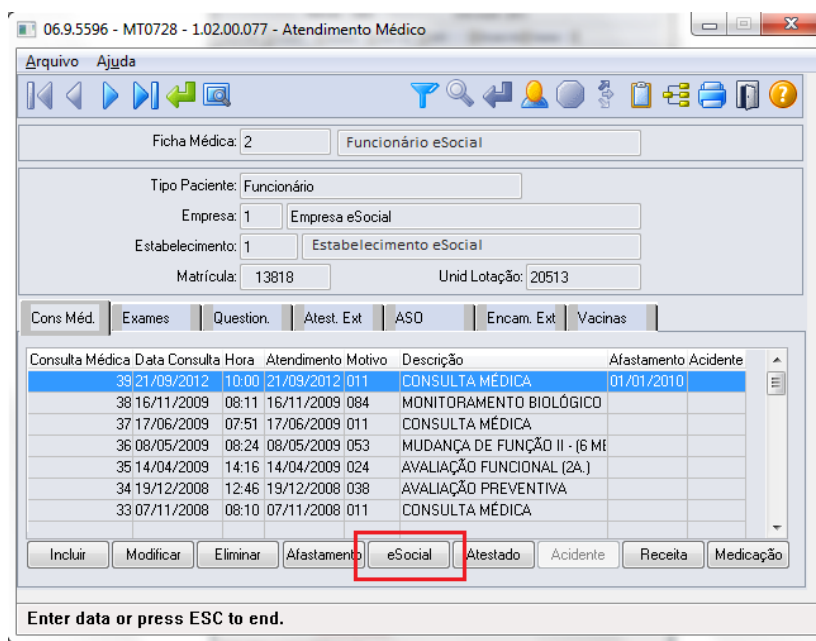 06.9.5596 - MT0728 - 1.02.00.077 - Atendimento Médico
Arquivo Ajuda
Ficha Médica: 2 Funcionário eSocial
Tipo Paciente: Funcionário
Empresa: 1 Empresa eSocial
Estabelecimento: 1 Estabelecimento eSocial
Matrícula: 13818 Unid Lotação: 20513
Cons Méd. Exames Question. Atest. Ext ASO Encam. Ext Vacinas
Consulta Médica Data Consulta Hora Atendimento Motivo Descrição Afastamento Acidente
39 21/09/2012 10:00 21/09/2012 011 CONSULTA MÉDICA 01/01/2010
38 16/11/2009 08:11 16/11/2009 084 MONITORAMENTO BIOLÓGICO
37 17/06/2009 07:51 17/06/2009 011 CONSULTA MÉDICA
36 08/05/2009 08:24 08/05/2009 053 MUDANÇA DE FUNÇÃO II - (6 ME
35 14/04/2009 14:16 14/04/2009 024 AVALIAÇÃO FUNCIONAL (2A.)
34 19/12/2008 12:46 19/12/2008 038 AVALIAÇÃO PREVENTIVA
33 07/11/2008 08:10 07/11/2008 011 CONSULTA MÉDICA
Incluir Modificar Eliminar Afastamento eSocial Atestado Acidente Receita Medicação
Enter data or press ESC to end.